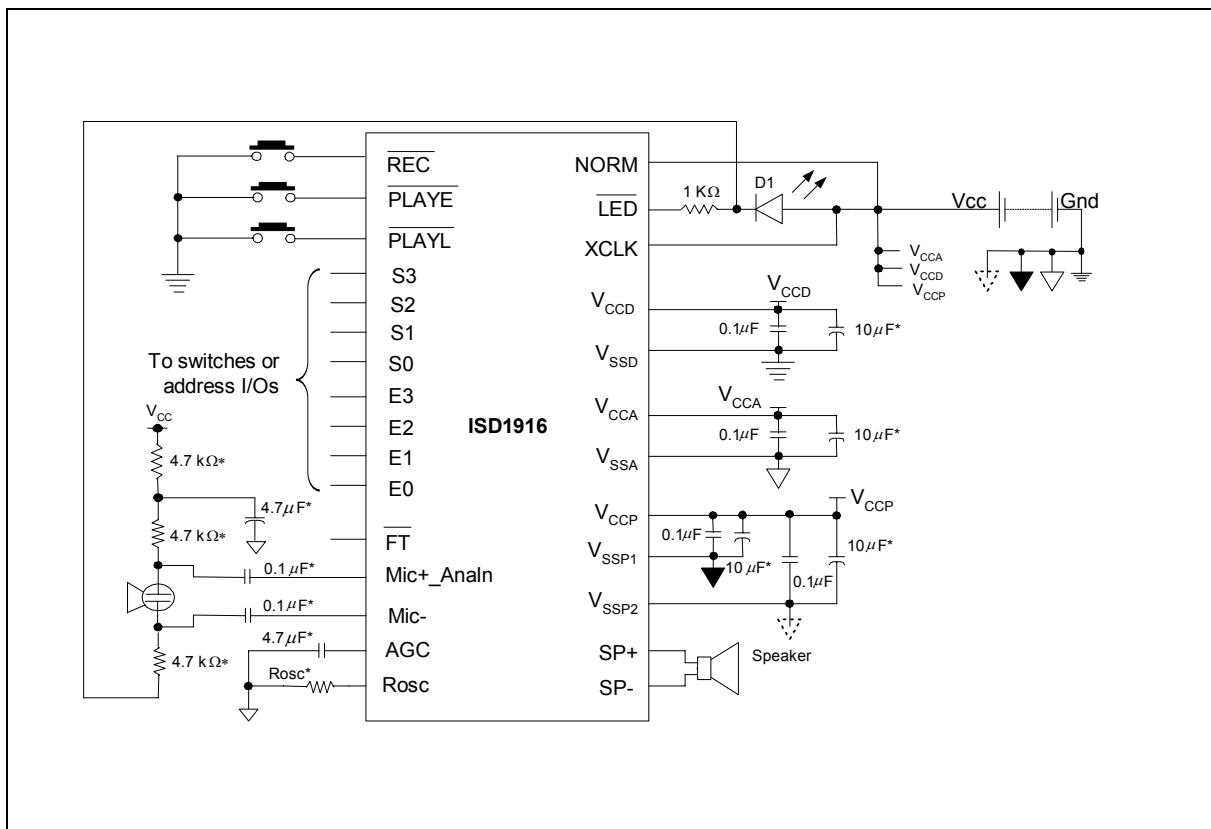 REC
PLAYE
PLAYL
S3
S2
S1
S0
E3
E2
E1
E0
FT
Mic+_AnaIn
Mic-
AGC
Rosc
To switches or
address I/Os
VCC
4.7 kΩ*
4.7μF*
4.7 kΩ*
0.1μF*
0.1μF*
4.7 kΩ*
4.7μF*
Rosc*
ISD1916
NORM
LED
XCLK
VCCD
VSSD
VCCA
VSSA
VCCP
VSSP1
VSSP2
SP+
SP-
1 KΩ
D1
Vcc
Gnd
VCCA
VCCD
VCCP
VCCD
0.1μF
10μF*
VCCA
0.1μF
10μF*
VCCP
0.1μF
10μF*
0.1μF
10μF*
Speaker